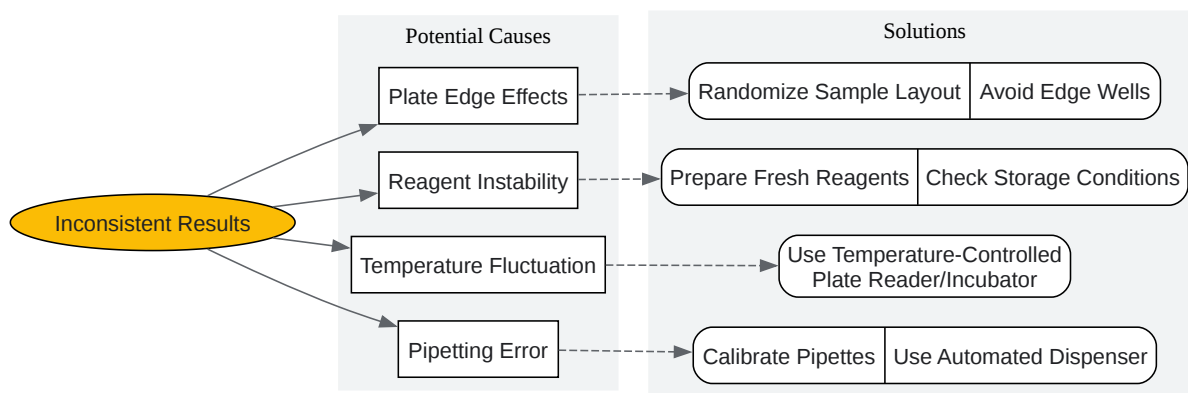 Potential Causes
Solutions
Inconsistent Results
Plate Edge Effects
Randomize Sample Layout
Avoid Edge Wells
Reagent Instability
Prepare Fresh Reagents
Check Storage Conditions
Temperature Fluctuation
Use Temperature-Controlled
Plate Reader/Incubator
Pipetting Error
Calibrate Pipettes
Use Automated Dispenser